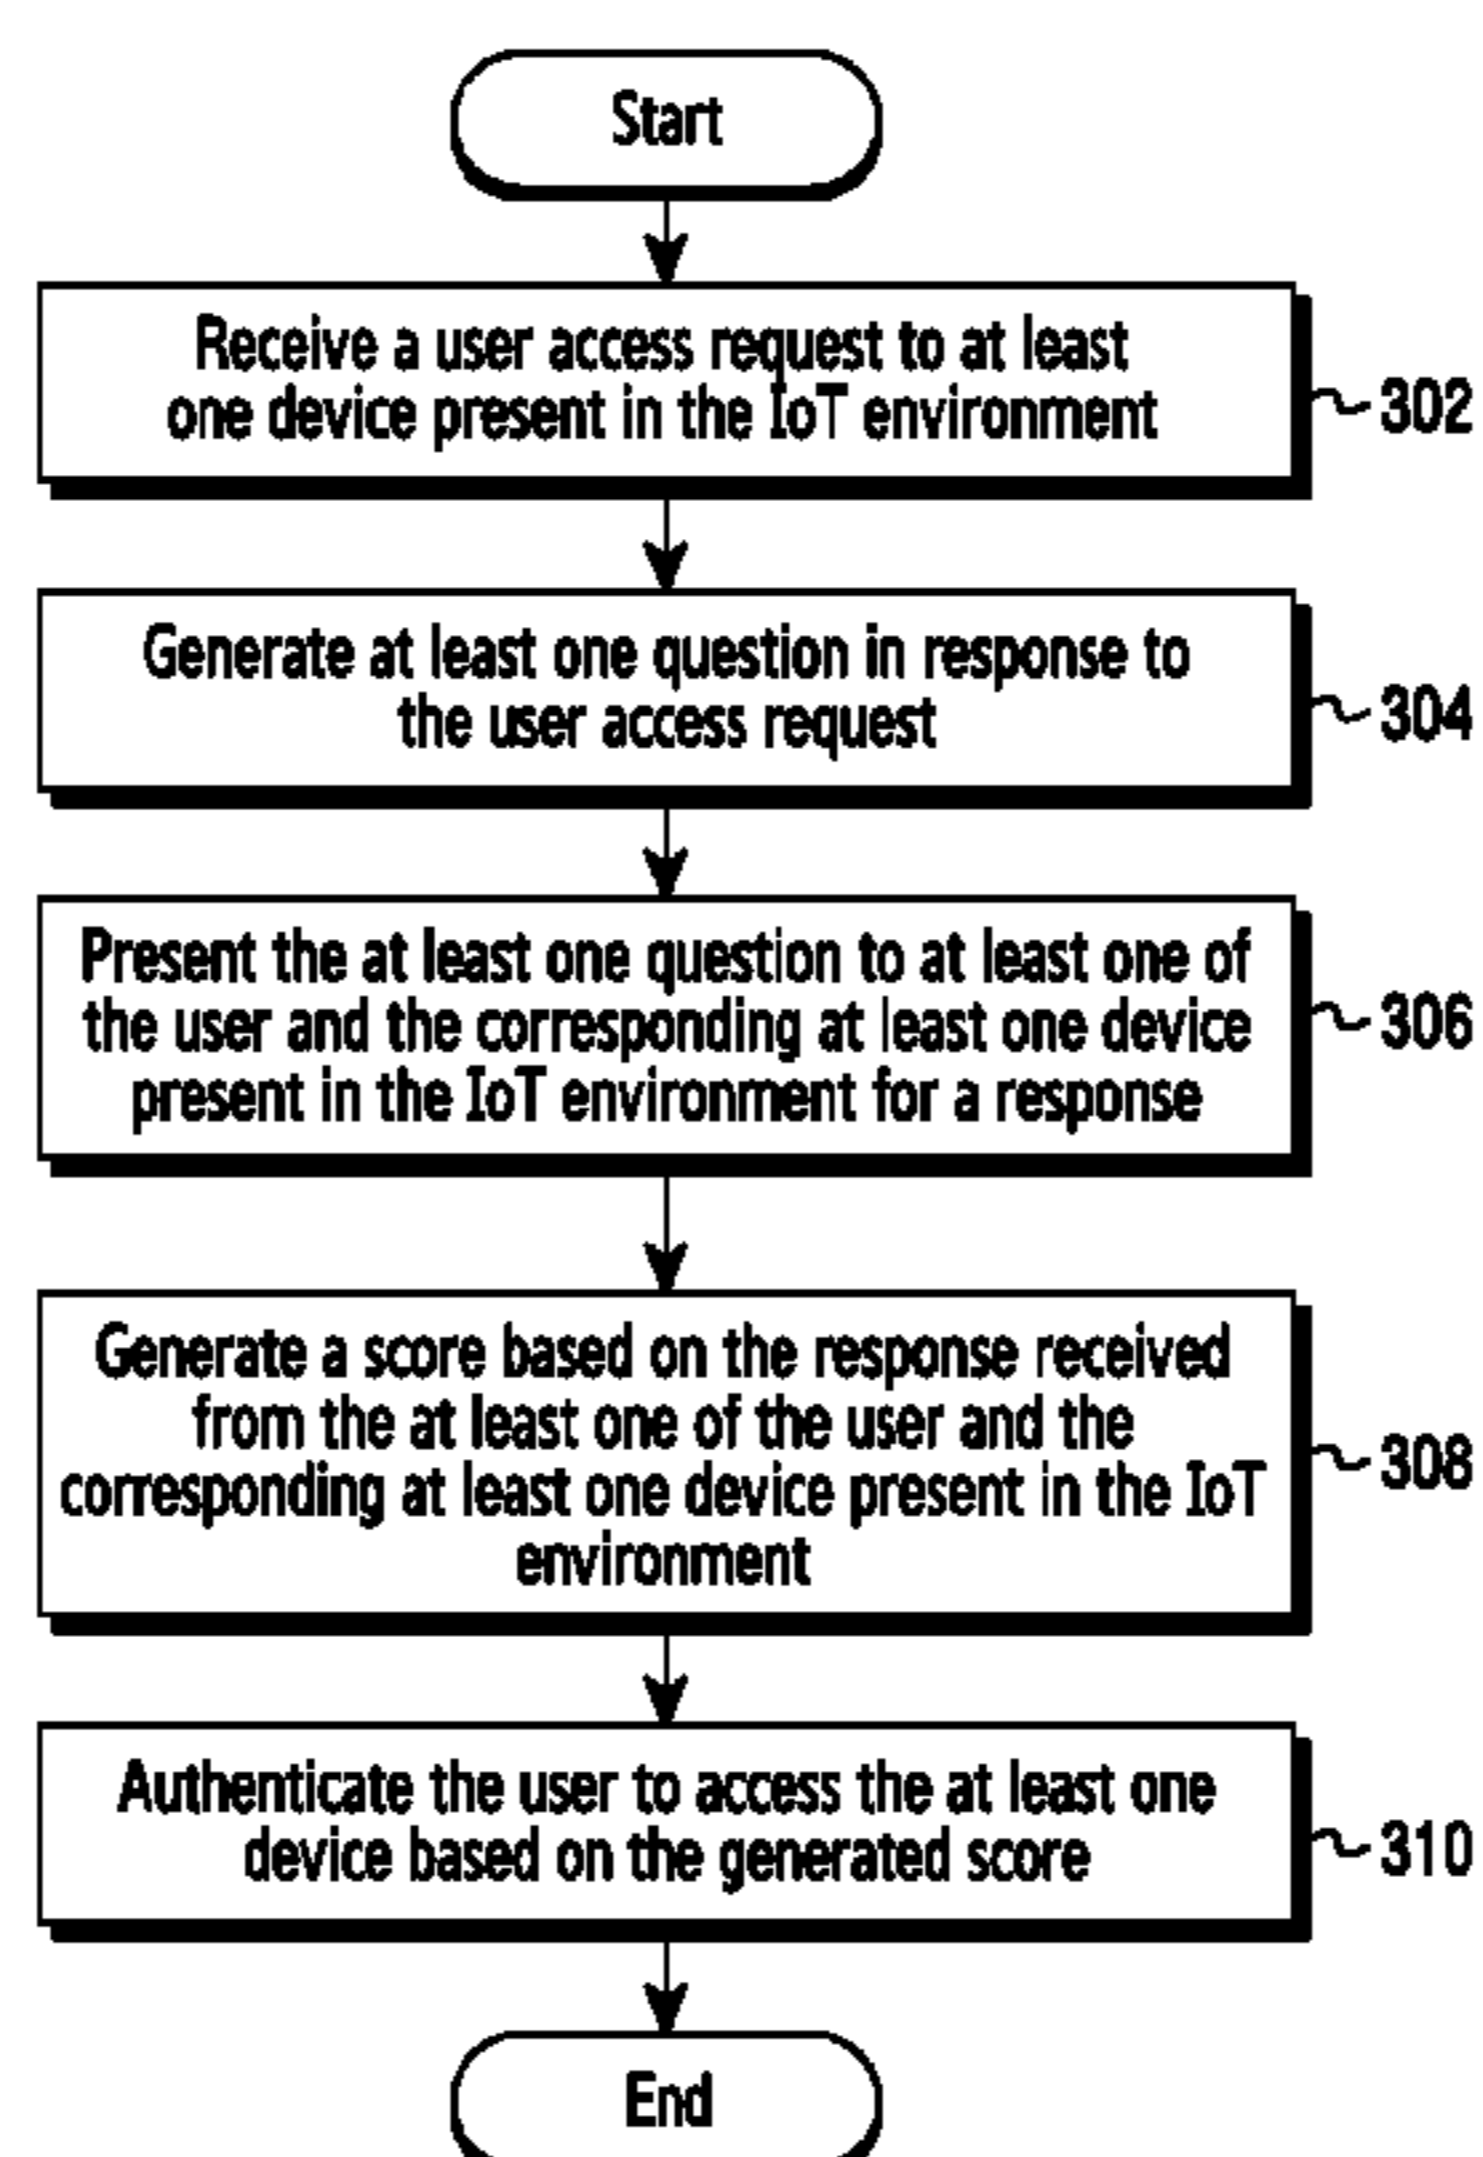 Start
Receive a user access request to at least
one device present in the IoT environment
302
Generate at least one question in response to
the user access request
304
Present the at least one question to at least one of
the user and the corresponding at least one device
present in the IoT environment for a response
306
Generate a score based on the response received
from the at least one of the user and the
corresponding at least one device present in the IoT
environment
308
Authenticate the user to access the at least one
device based on the generated score
310
End